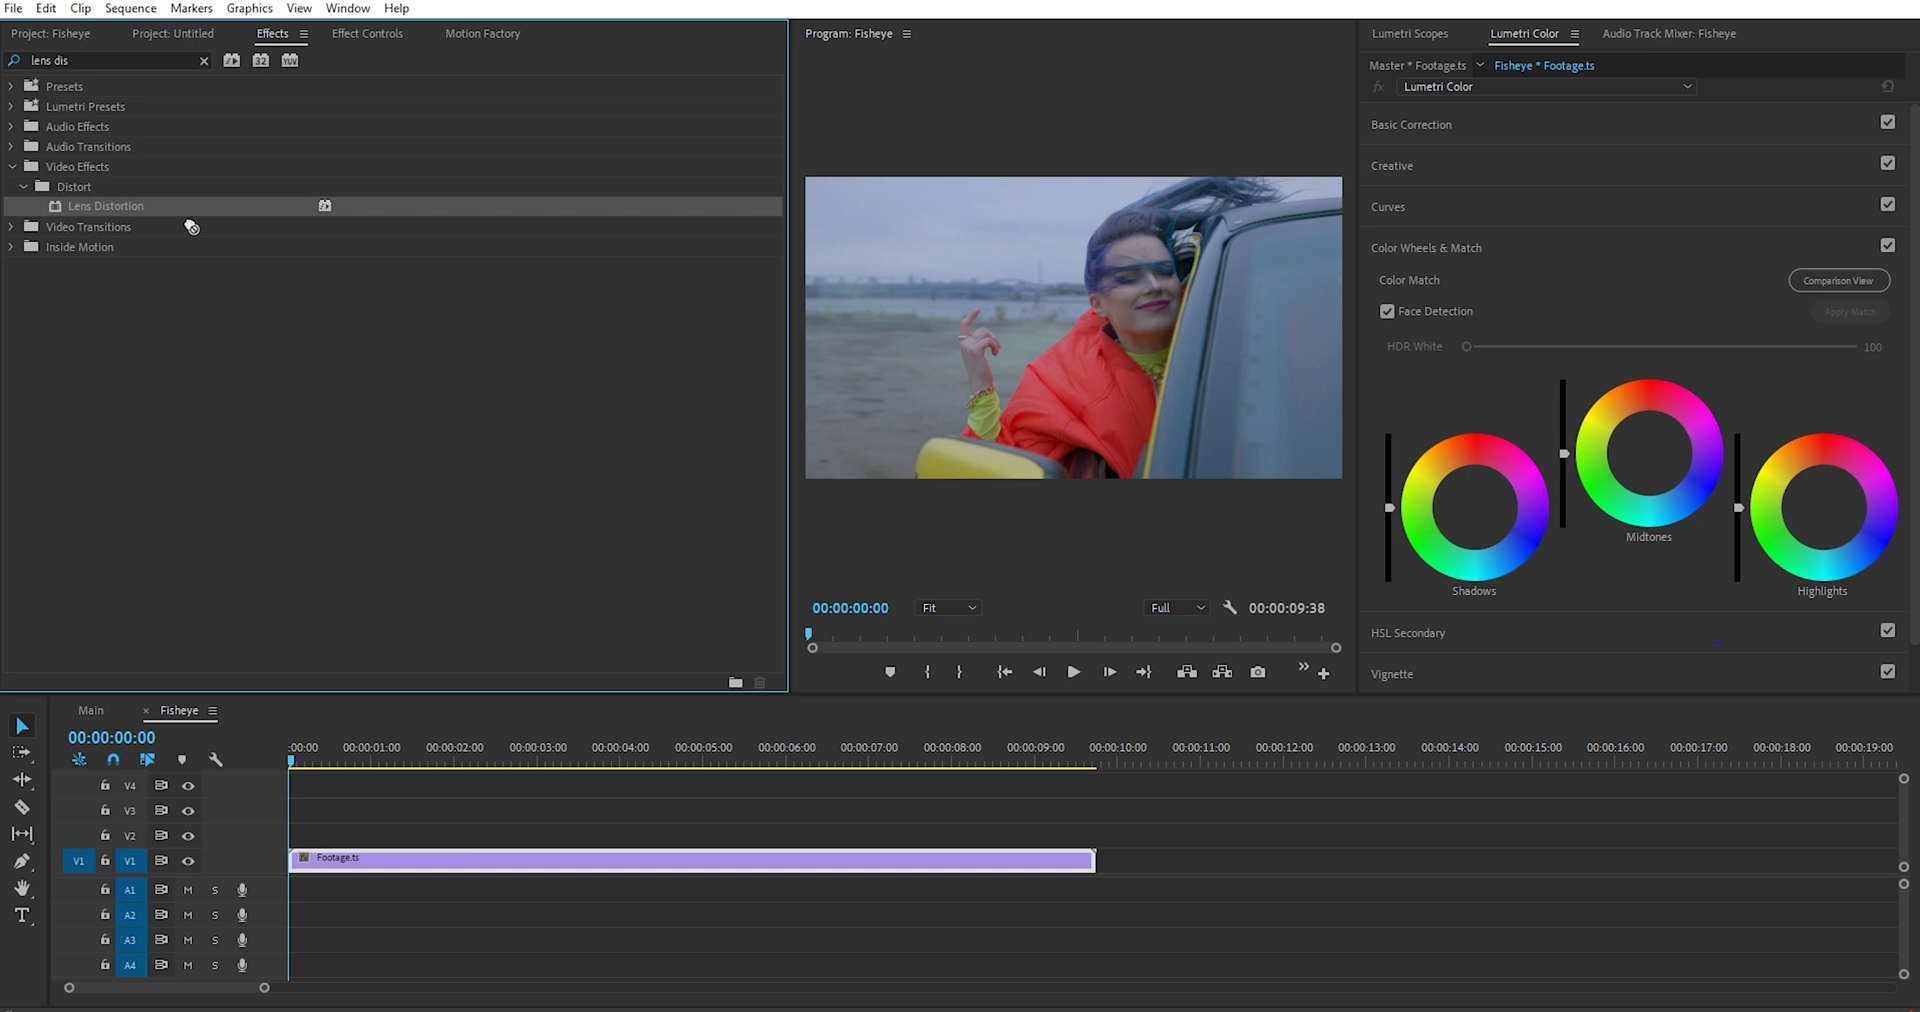 File Edit Clip Sequence Markers Graphics View Window Help
Project: Fisheye Project: Untitled Effects Effect Controls Motion Factory
lens dis 32 YUV
Presets
Lumetri Presets
Audio Effects
Audio Transitions
Video Effects
Distort
Lens Distortion
Video Transitions
Inside Motion
Program: Fisheye
00:00:00:00 Fit Full 00:00:09:38
Lumetri Scopes Lumetri Color Audio Track Mixer: Fisheye
Master * Footage.ts Fisheye * Footage.ts
fx Lumetri Color
Basic Correction
Creative
Curves
Color Wheels & Match
Color Match Comparison View
Face Detection Apply Match
HDR White 100
Midtones
Shadows Highlights
HSL Secondary
Vignette
Main × Fisheye
00:00:00:00
:00:00 00:00:01:00 00:00:02:00 00:00:03:00 00:00:04:00 00:00:05:00 00:00:06:00 00:00:07:00 00:00:08:00 00:00:09:00 00:00:10:00 00:00:11:00 00:00:12:00 00:00:13:00 00:00:14:00 00:00:15:00 00:00:16:00 00:00:17:00 00:00:18:00 00:00:19:00
V4
V3
V2
V1 V1 fx Footage.ts
A1 M S
A2 M S
A3 M S
A4 M S
T